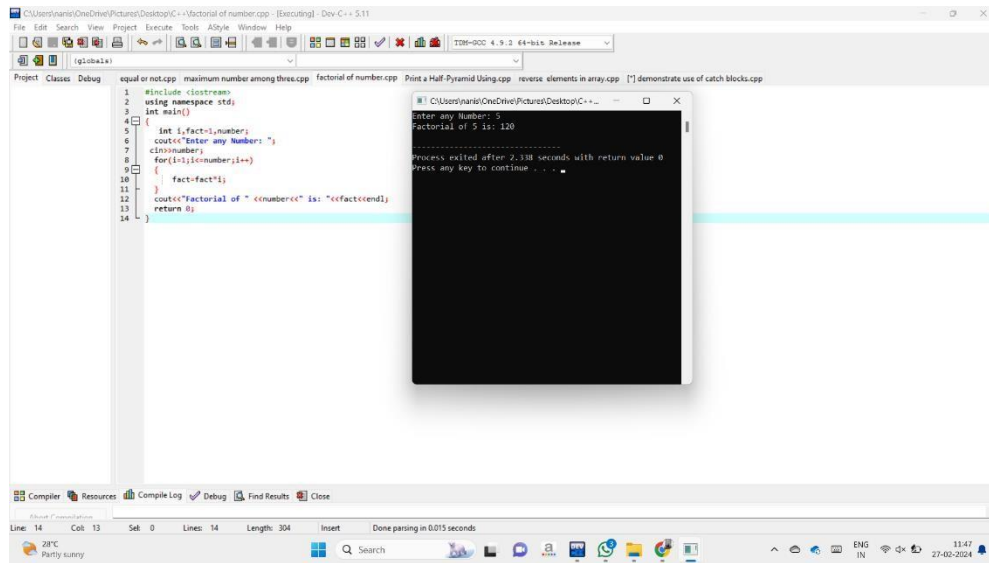 C:\Users\nanis\OneDrive\Pictures\Desktop\C++\factorial of number.cpp - [Executing] - Dev-C++ 5.11
File Edit Search View Project Execute Tools AStyle Window Help
TDM-GCC 4.9.2 64-bit Release
(globals)
Project Classes Debug
equal or not.cpp maximum number among three.cpp factorial of number.cpp Print a Half-Pyramid Using.cpp reverse elements in array.cpp [*] demonstrate use of catch blocks.cpp
1 #include <iostream>
2 using namespace std;
3 int main()
4 {
5 int i,fact=1,number;
6 cout<<"Enter any Number: ";
7 cin>>number;
8 for(i=1;i<=number;i++)
9 {
10 fact=fact*i;
11 }
12 cout<<"Factorial of " <<number<<" is: "<<fact<<endl;
13 return 0;
14 }
C:\Users\nanis\OneDrive\Pictures\Desktop\C++...
Enter any Number: 5
Factorial of 5 is: 120
--------------------------------
Process exited after 2.338 seconds with return value 0
Press any key to continue . . .
Compiler Resources Compile Log Debug Find Results Close
Abort Compilation
Line: 14 Col: 13 Sel: 0 Lines: 14 Length: 304 Insert Done parsing in 0.015 seconds
28°C
Partly sunny
Search
a
3
ENG
IN
11:47
27-02-2024